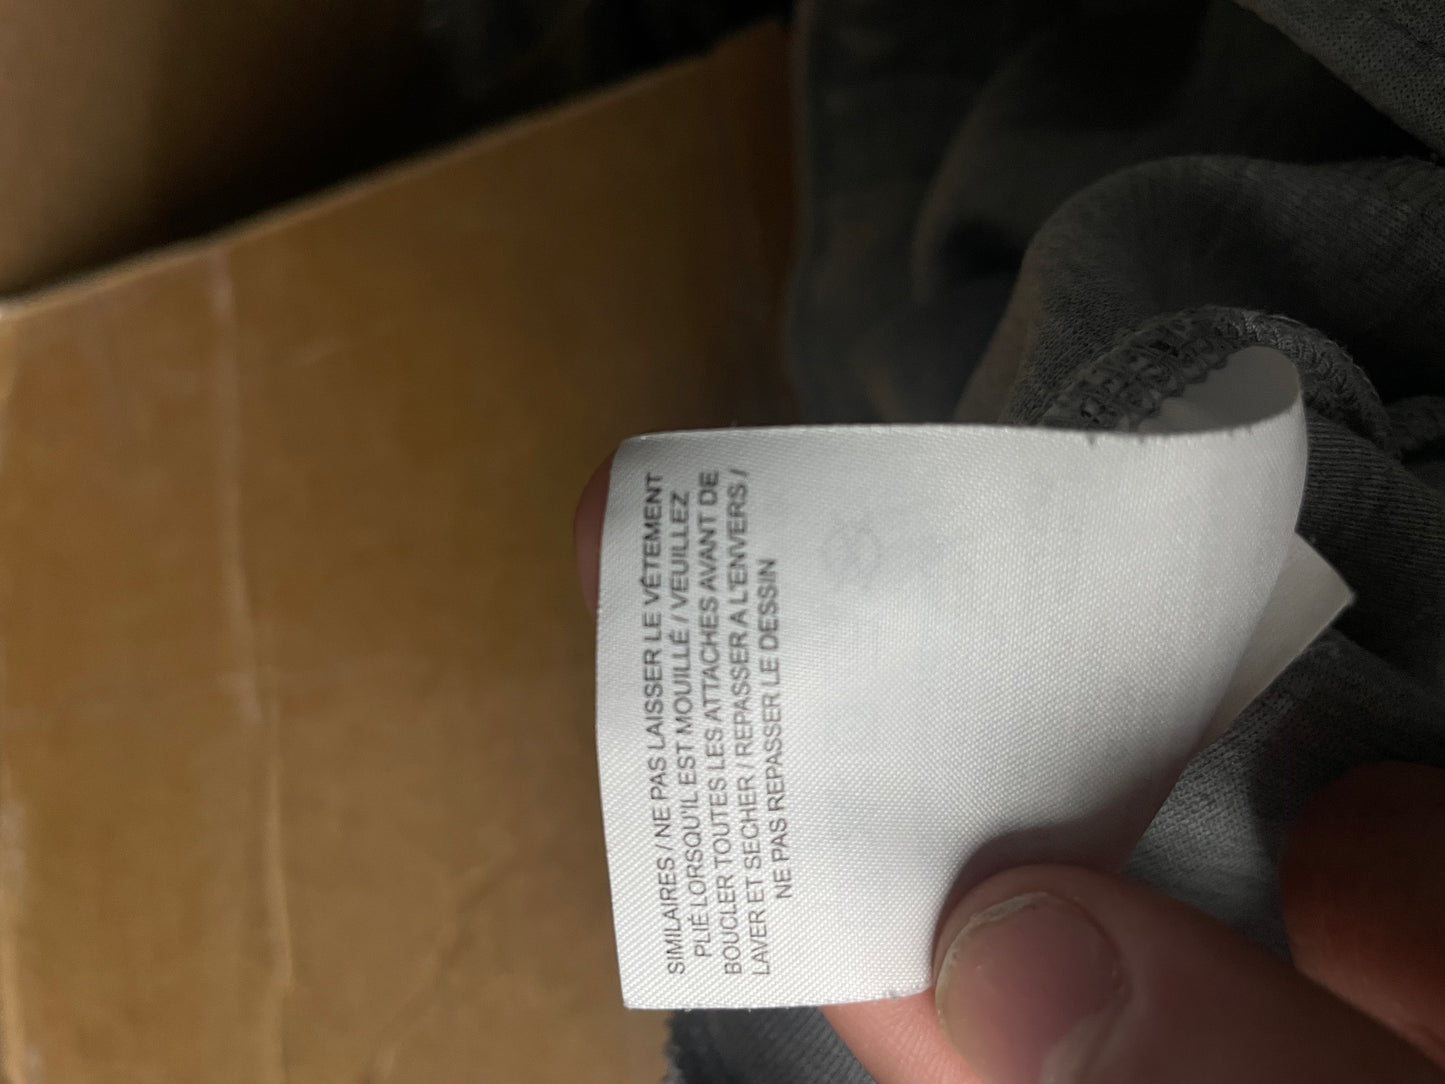 SIMILAIRES / NE PAS LAISSER LE VÊTEMENT
PLIÉ LORSQU'IL EST MOUILLÉ / VEUILLEZ
BOUCLER TOUTES LES ATTACHES AVANT DE
LAVER ET SECHER / REPASSER A L'ENVERS /
NE PAS REPASSER LE DESSIN